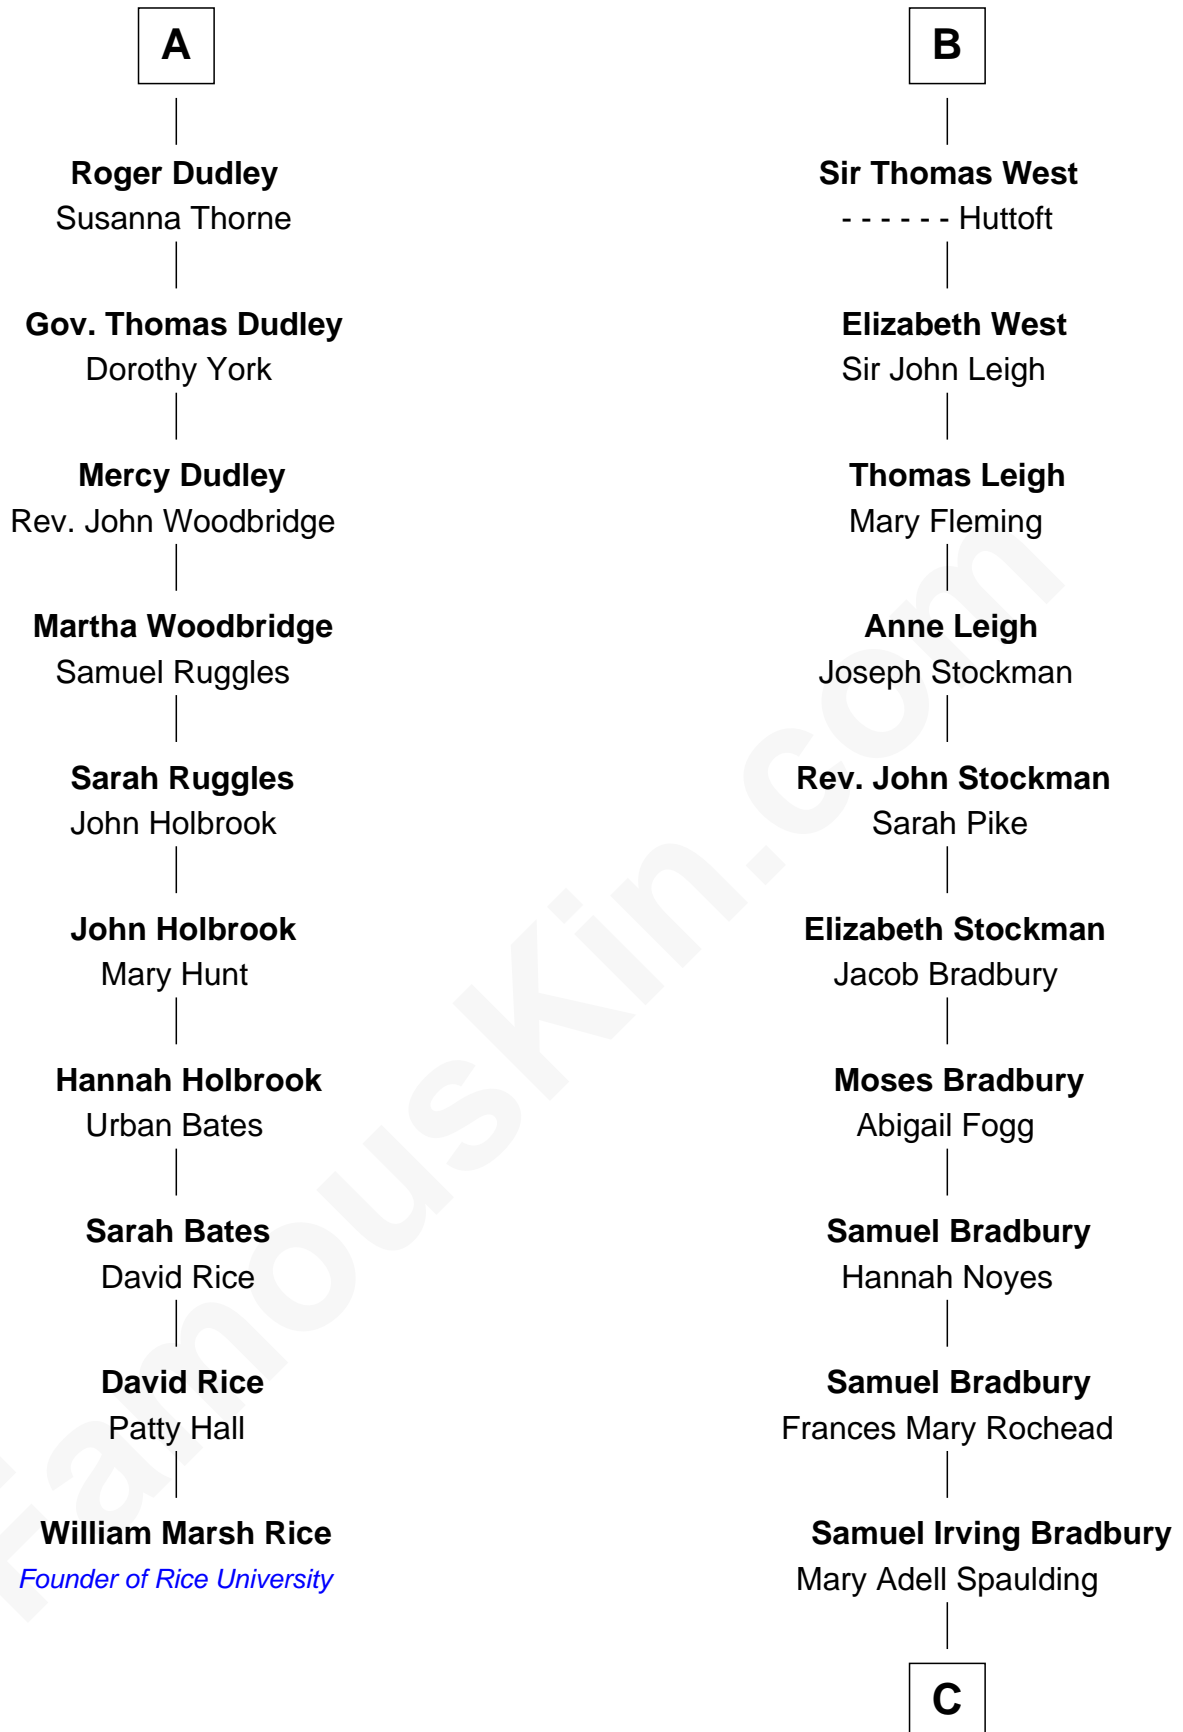 A
Roger Dudley
Susanna Thorne
Gov. Thomas Dudley
Dorothy York
Mercy Dudley
Rev. John Woodbridge
Martha Woodbridge
Samuel Ruggles
Sarah Ruggles
John Holbrook
John Holbrook
Mary Hunt
Hannah Holbrook
Urban Bates
Sarah Bates
David Rice
David Rice
Patty Hall
William Marsh Rice
Founder of Rice University
B
Sir Thomas West
- - - - - - Huttoft
Elizabeth West
Sir John Leigh
Thomas Leigh
Mary Fleming
Anne Leigh
Joseph Stockman
Rev. John Stockman
Sarah Pike
Elizabeth Stockman
Jacob Bradbury
Moses Bradbury
Abigail Fogg
Samuel Bradbury
Hannah Noyes
Samuel Bradbury
Frances Mary Rochead
Samuel Irving Bradbury
Mary Adell Spaulding
C
FamousKin.com